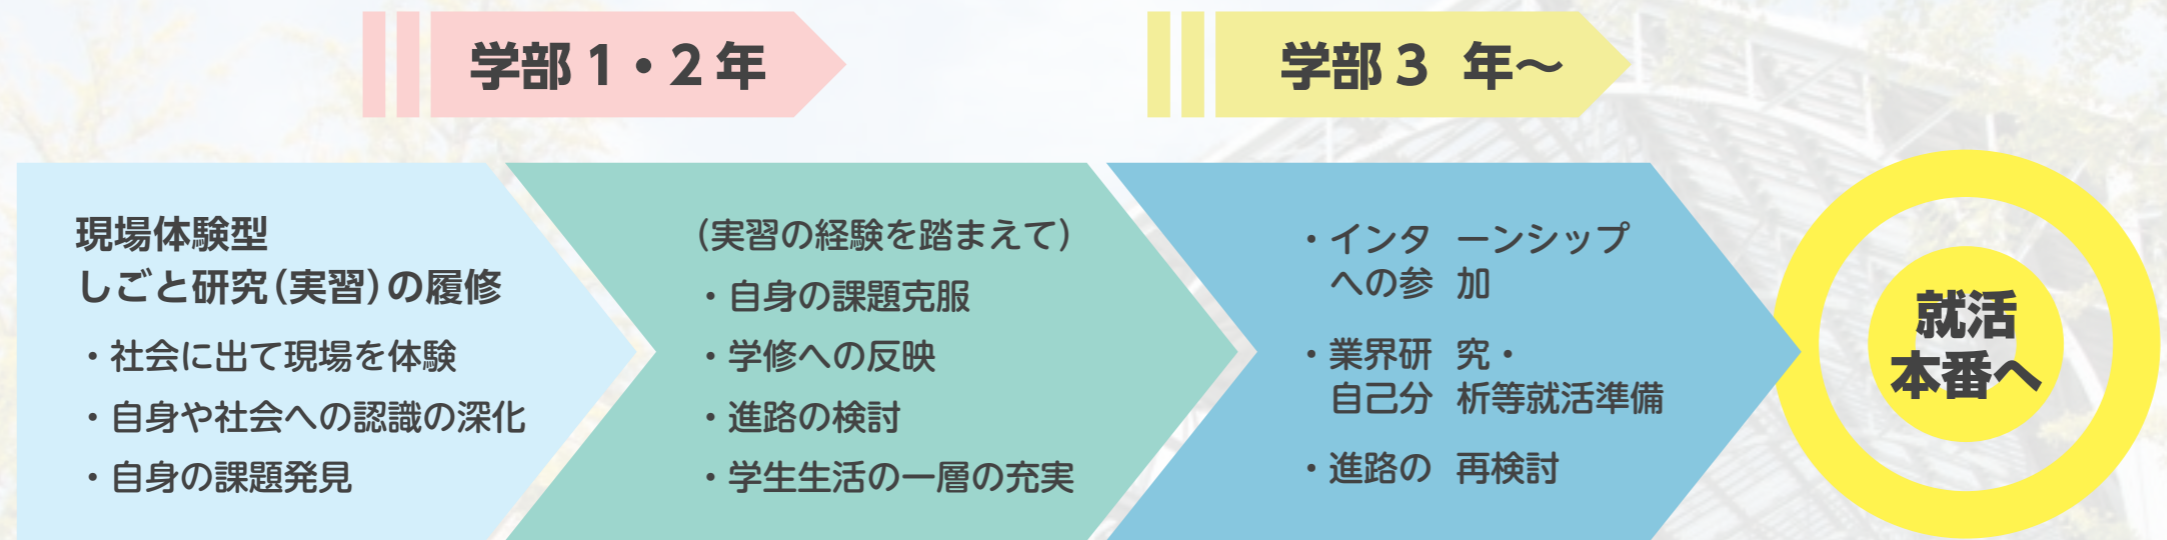 学部1・2年
学部3 年～
現場体験型
しごと研究(実習)の履修
・社会に出て現場を体験
・自身や社会への認識の深化
・自身の課題発見
(実習の経験を踏まえて)
・自身の課題克服
・学修への反映
・進路の検討
・学生生活の一層の充実
・インタ ーンシップ
への参 加
・業界研 究・
自己分 析等就活準備
・進路の 再検討
就活
本番へ